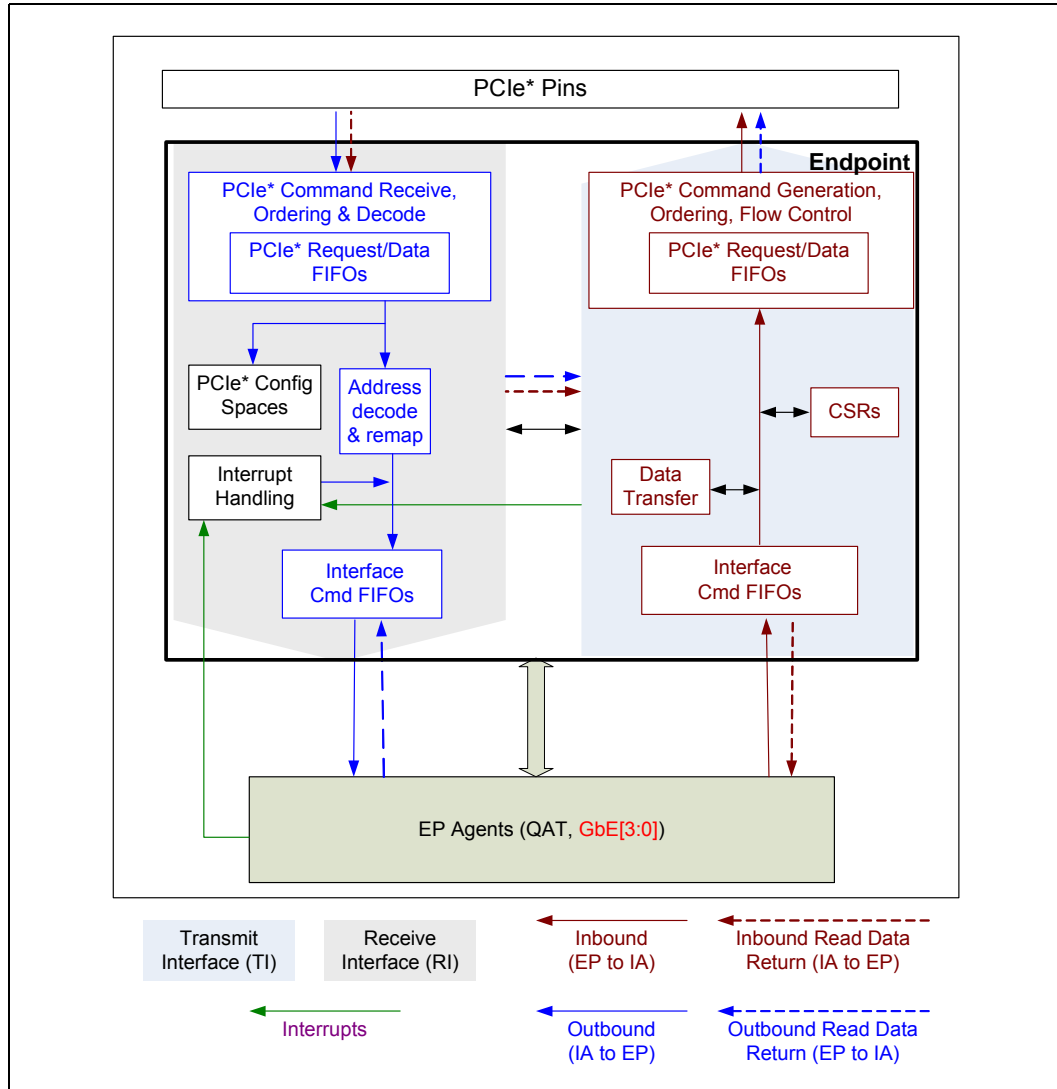 PCIe* Pins
Endpoint
PCIe* Command Receive,
Ordering & Decode
PCIe* Request/Data
FIFOs
PCIe* Command Generation,
Ordering, Flow Control
PCIe* Request/Data
FIFOs
PCIe* Config
Spaces
Address
decode
& remap
CSRs
Interrupt
Handling
Data
Transfer
Interface
Cmd FIFOs
Interface
Cmd FIFOs
EP Agents (QAT, GbE[3:0])
Transmit
Interface (TI)
Receive
Interface (RI)
Inbound
(EP to IA)
Inbound Read Data
Return (IA to EP)
Interrupts
Outbound
(IA to EP)
Outbound Read Data
Return (EP to IA)